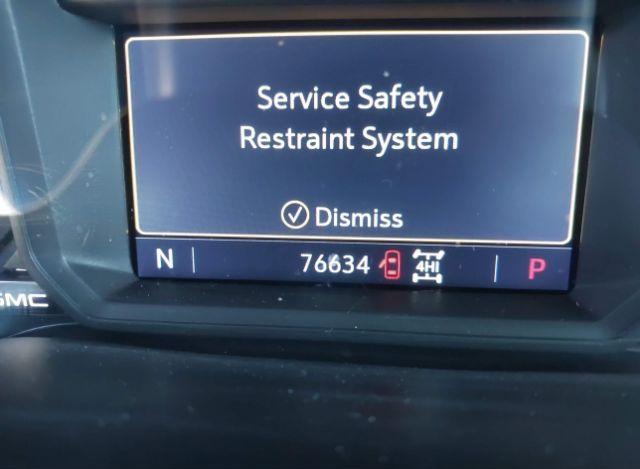 Service Safety
Restraint System
Dismiss
N 76634 4HI P
GMC